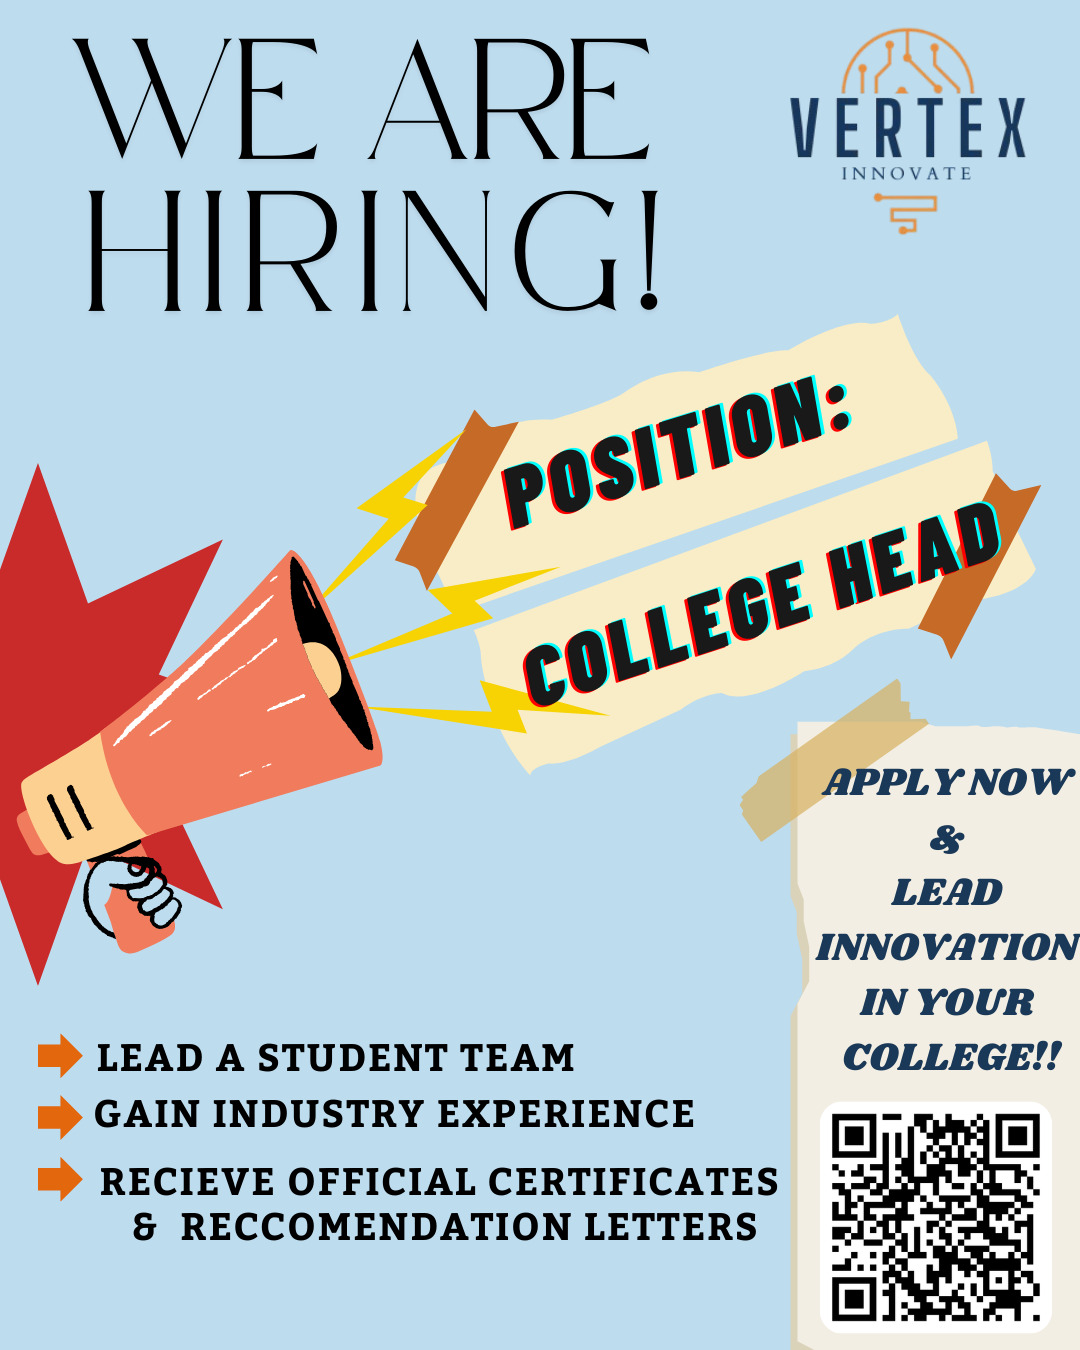 WE ARE
HIRING!
VERTEX
INNOVATE
POSITION:
COLLEGE HEAD
APPLY NOW
&
LEAD
INNOVATION
IN YOUR
COLLEGE!!
LEAD A STUDENT TEAM
GAIN INDUSTRY EXPERIENCE
RECIEVE OFFICIAL CERTIFICATES
& RECCOMENDATION LETTERS